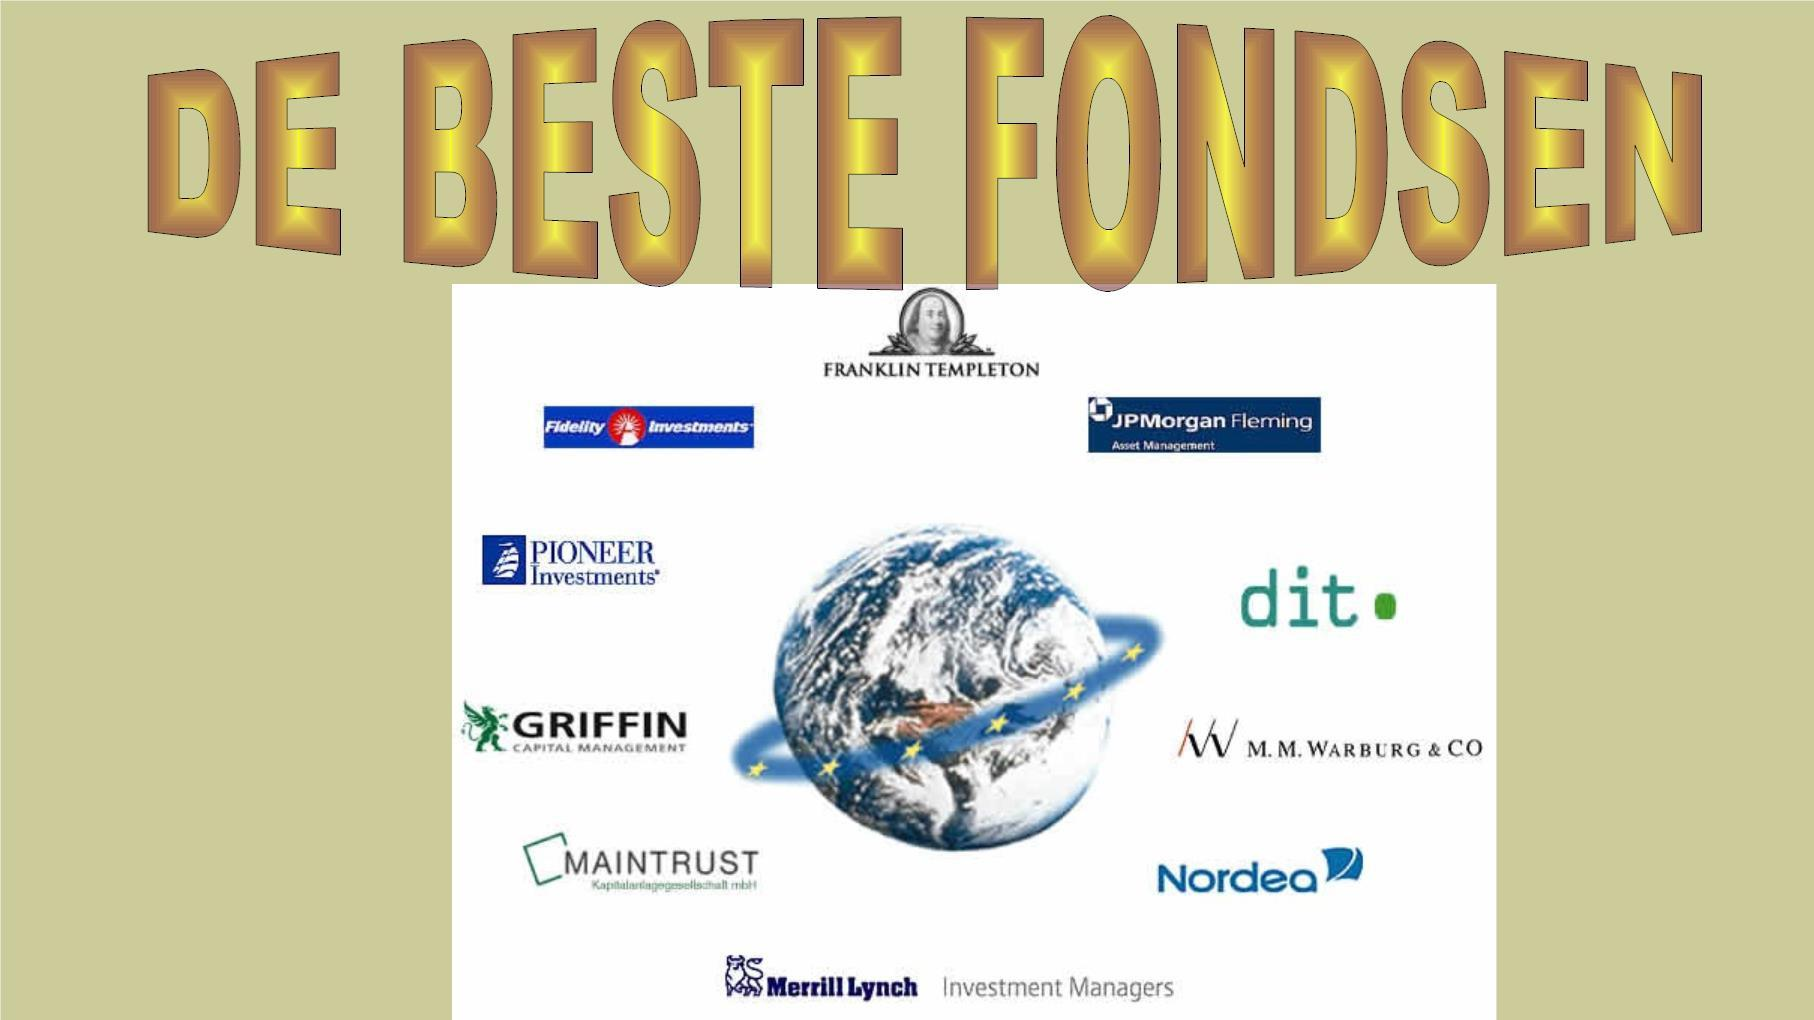 DE BESTE FONDSEN
FRANKLIN TEMPLETON
Fidelity Investments
JPMorgan Fleming
Asset Management
PIONEER
Investments
dit
GRIFFIN
CAPITAL MANAGEMENT
M.M.WARBURG & CO
MAINTRUST
Kapitalanlagegesellschaft mbH
Nordea
Merrill Lynch Investment Managers